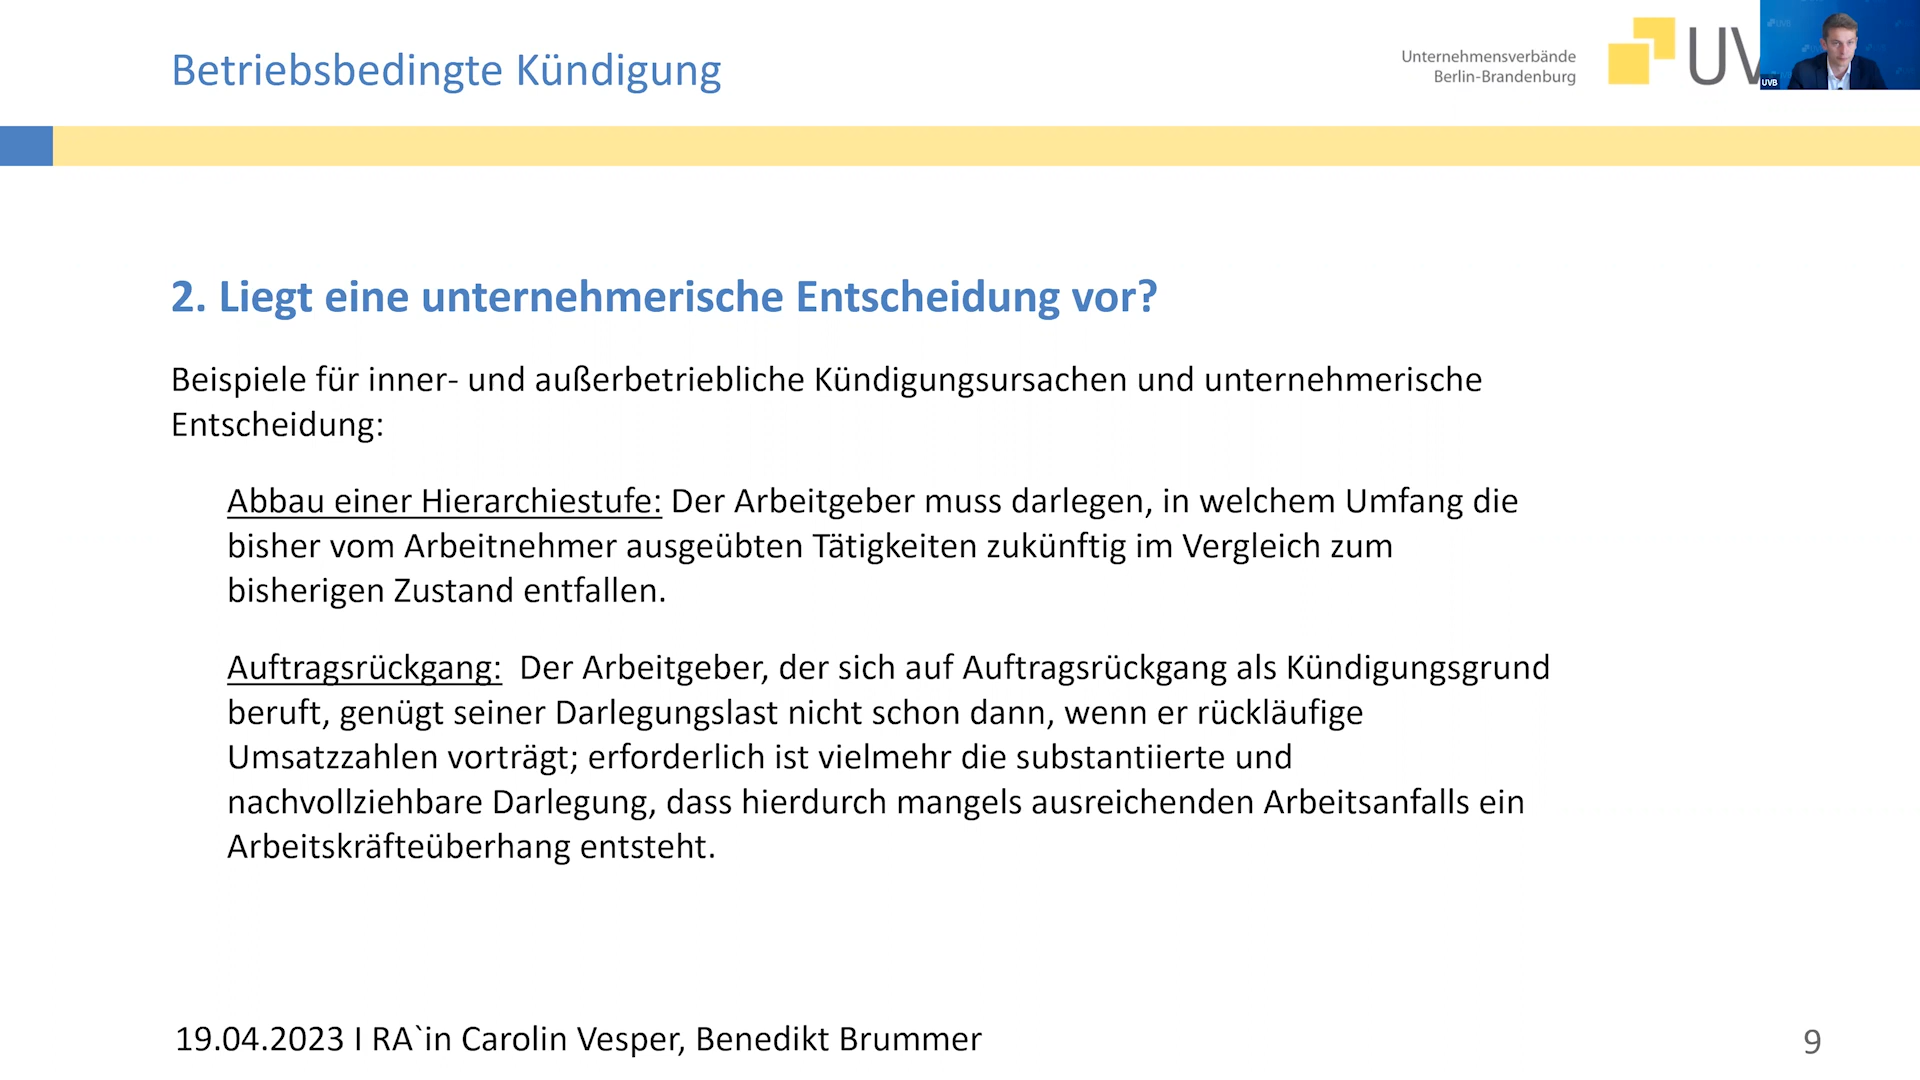 Betriebsbedingte Kündigung
Unternehmensverbände
Berlin-Brandenburg
UV
UVB
2. Liegt eine unternehmerische Entscheidung vor?
Beispiele für inner- und außerbetriebliche Kündigungsursachen und unternehmerische
Entscheidung:
Abbau einer Hierarchiestufe: Der Arbeitgeber muss darlegen, in welchem Umfang die
bisher vom Arbeitnehmer ausgeübten Tätigkeiten zukünftig im Vergleich zum
bisherigen Zustand entfallen.
Auftragsrückgang: Der Arbeitgeber, der sich auf Auftragsrückgang als Kündigungsgrund
beruft, genügt seiner Darlegungslast nicht schon dann, wenn er rückläufige
Umsatzzahlen vorträgt; erforderlich ist vielmehr die substantiierte und
nachvollziehbare Darlegung, dass hierdurch mangels ausreichenden Arbeitsanfalls ein
Arbeitskräfteüberhang entsteht.
19.04.2023 I RA`in Carolin Vesper, Benedikt Brummer
9